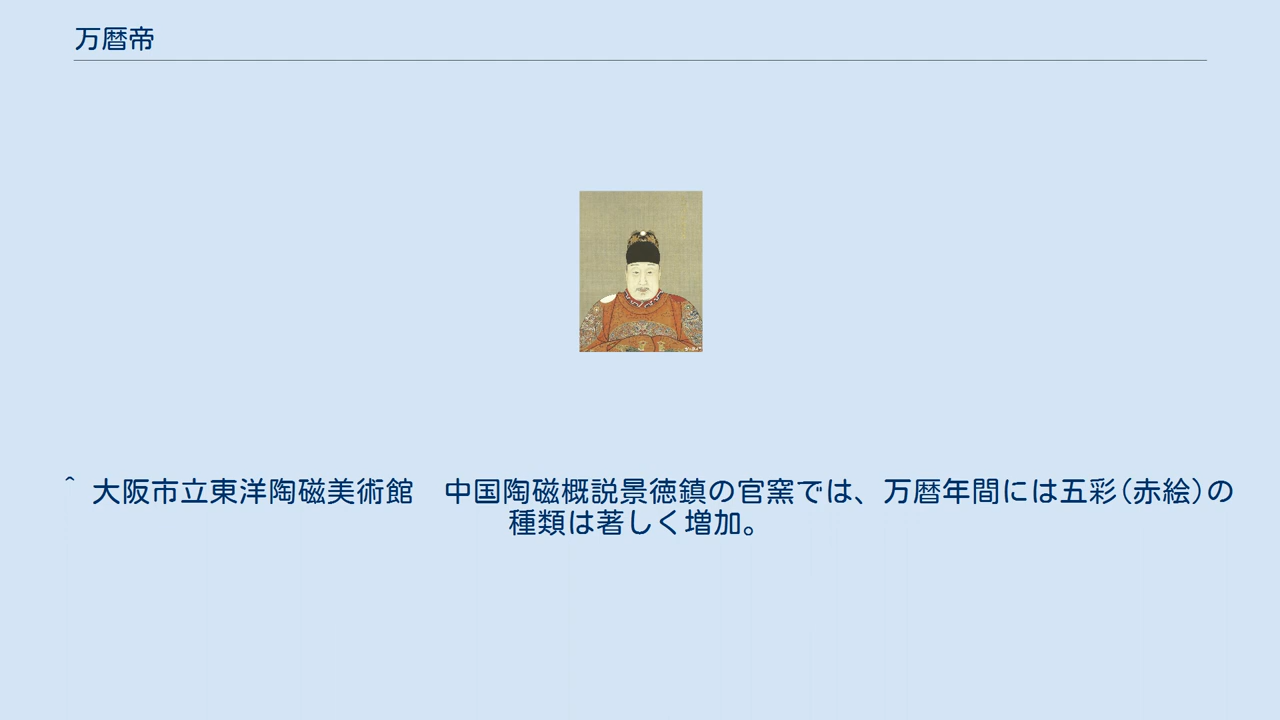 万暦帝
^ 大阪市立東洋陶磁美術館　中国陶磁概説景徳鎮の官窯では、万暦年間には五彩（赤絵）の
種類は著しく増加。